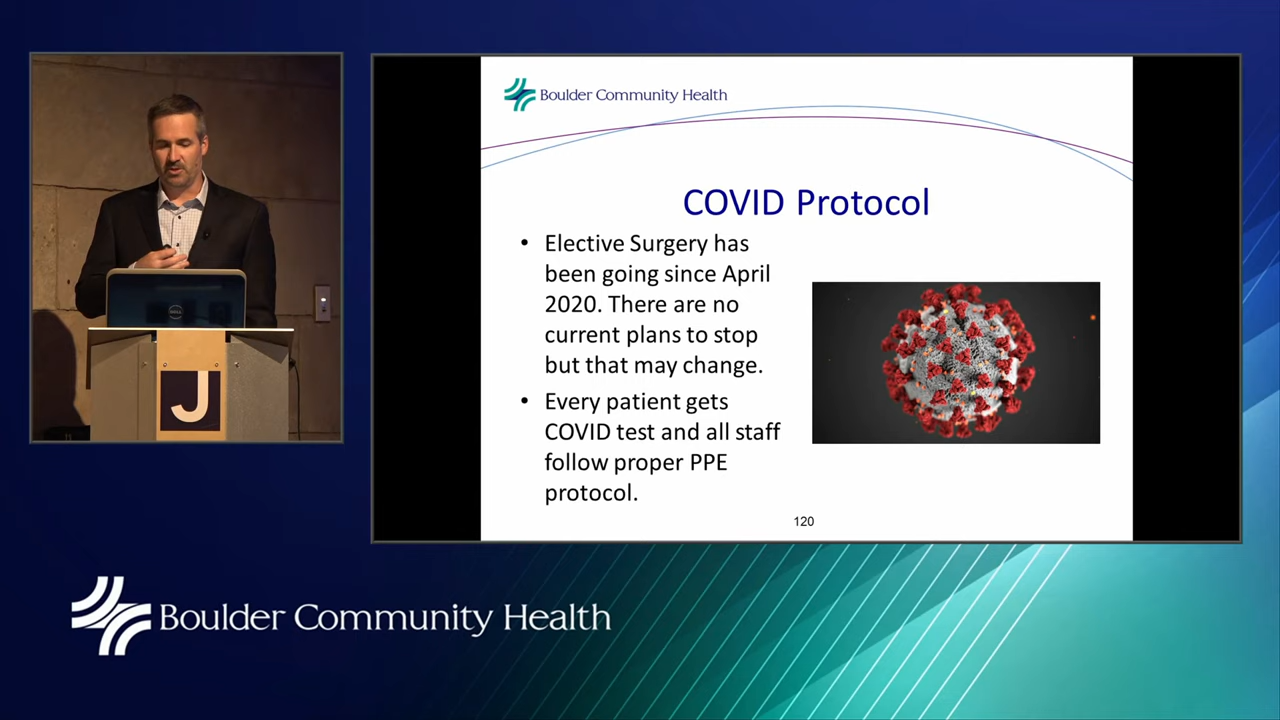 Boulder Community Health
COVID Protocol
• Elective Surgery has
been going since April
2020. There are no
current plans to stop
but that may change.
• Every patient gets
COVID test and all staff
follow proper PPE
protocol.
120
DELL
J
Boulder Community Health